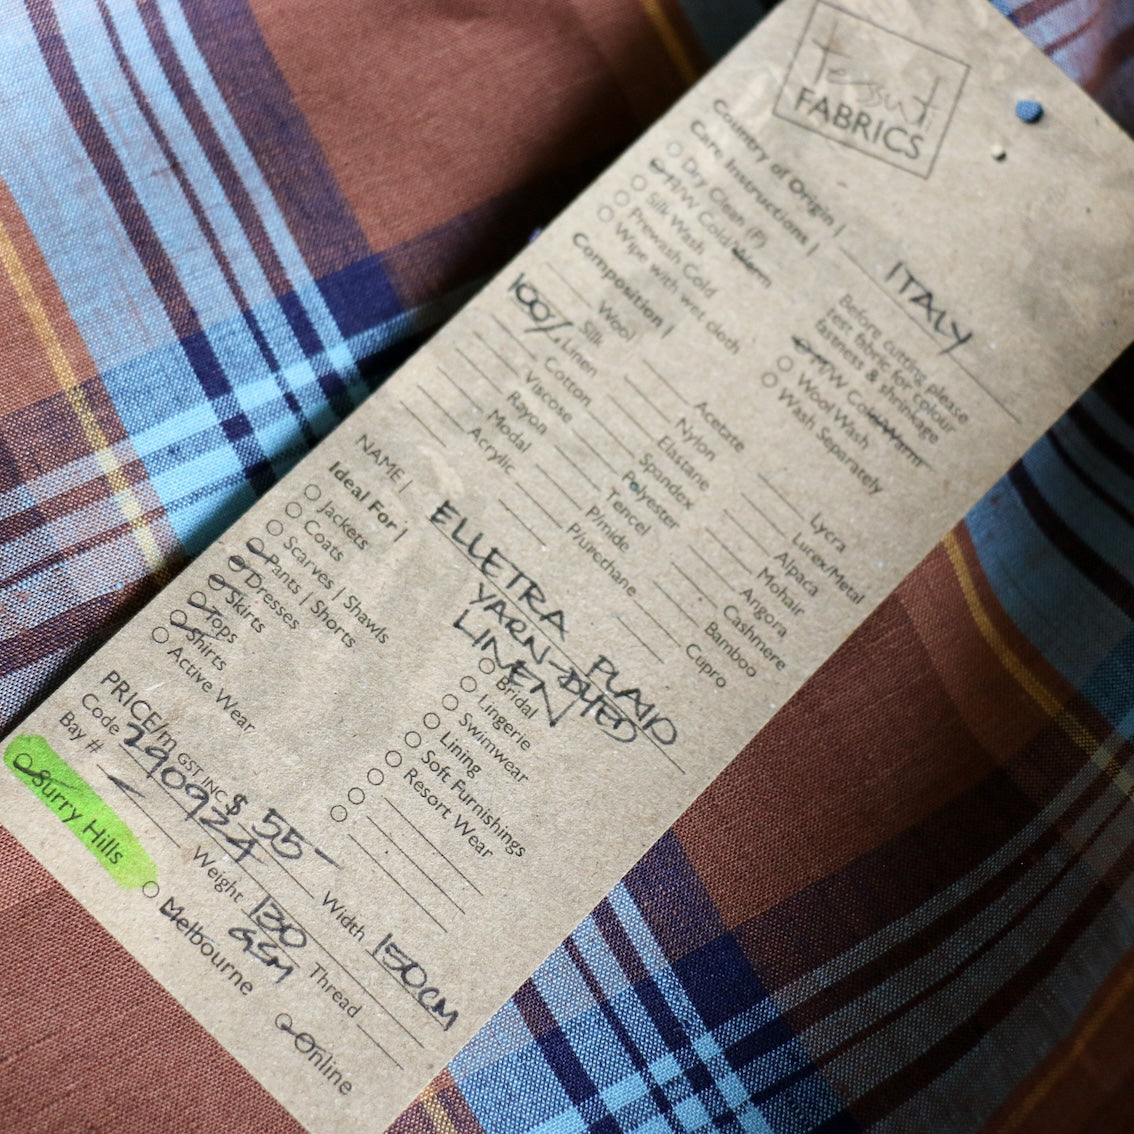 tessuti
FABRICS
Country of Origin | ITALY
Care Instructions |
Dry Clean (P)
H/W Cold/Warm
Silk Wash
Prewash Cold
Wipe with wet cloth
Before cutting please
test fabric for colour
fastness & shrinkage
M/W Cold/Warm
Wool Wash
Wash Separately
Composition |
Wool
Silk
100% Linen
Cotton
Viscose
Rayon
Modal
Acrylic
Acetate
Nylon
Elastane
Spandex
Polyester
Tencel
P/mide
P/urethane
Lycra
Lurex/Metal
Alpaca
Mohair
Angora
Cashmere
Bamboo
Cupro
NAME | ELLETRA PLAID
YARN-DYED
LINEN
Ideal For |
Jackets
Coats
Scarves | Shawls
Pants | Shorts
Dresses
Skirts
Tops
Shirts
Active Wear
Bridal
Lingerie
Swimwear
Lining
Soft Furnishings
Resort Wear
PRICE/m GST INC $ 55-
Width 150CM
Code 290924
Weight 130
GSM
Thread
Bay # -
Surry Hills
Melbourne
Online